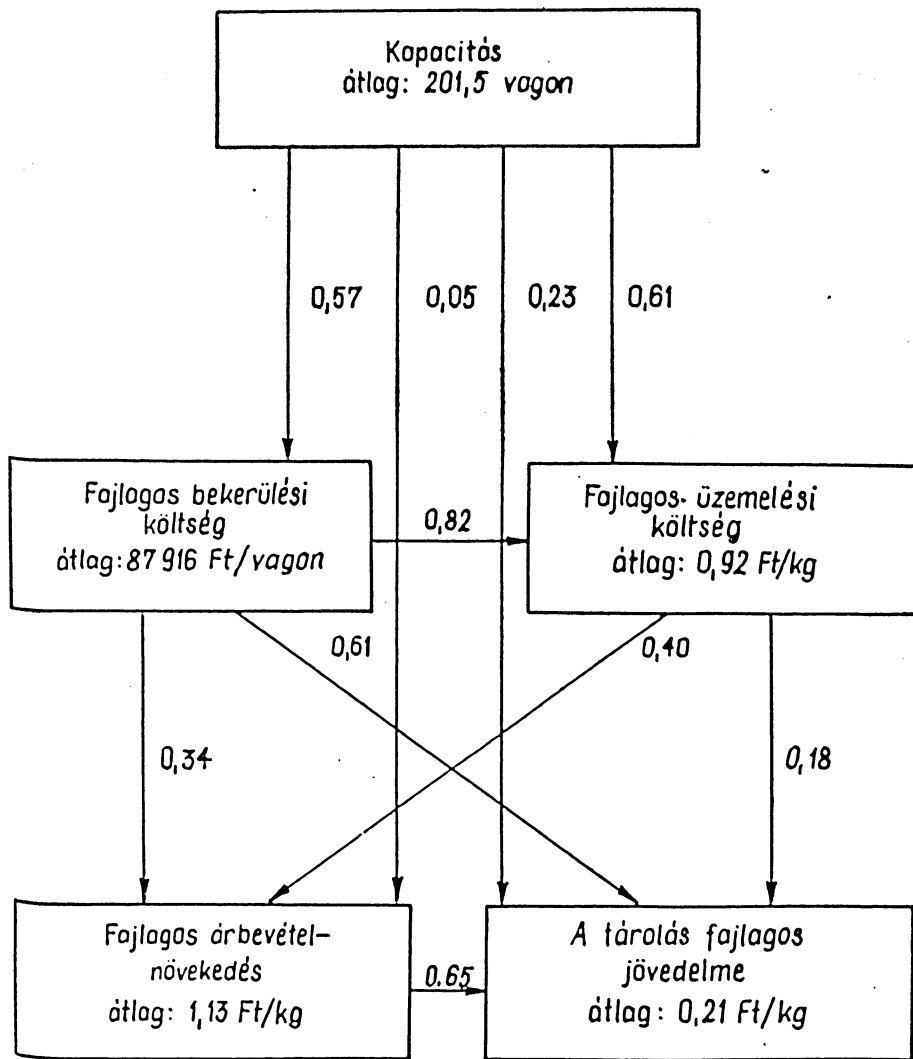 Kapacitás
átlag: 201,5 vagon
0,57
0,05
0,23
0,61
Fajlagos bekerülési
költség
átlag: 87 916 Ft/vagon
0,82
Fajlagos üzemelési
költség
átlag: 0,92 Ft/kg
0,61
0,40
0,34
0,18
Fajlagos árbevétel-
növekedés
átlag: 1,13 Ft/kg
0.65
A tárolás fajlagos
jövedelme
átlag: 0,21 Ft/kg